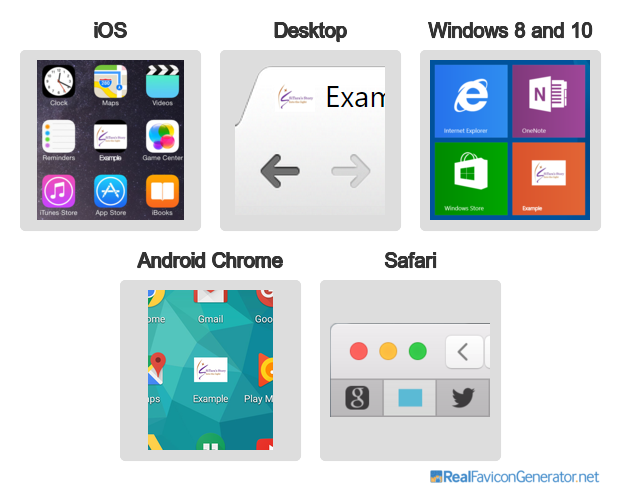 iOS
Desktop
Windows 8 and 10
Clock
Maps
Videos
Reminders
Example
Game Center
iTunes Store
App Store
iBooks
Exam
Internet Explorer
OneNote
Windows Store
Example
Android Chrome
Safari
ome
Gmail
Goo
aps
Example
Play M
RealFaviconGenerator.net